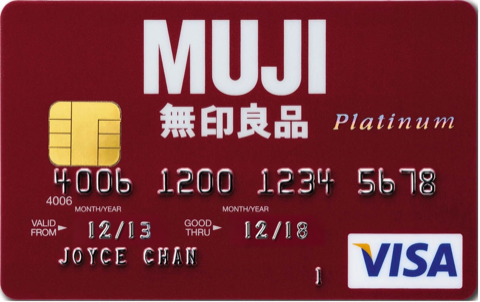 MUJI
無印良品 Platinum
4006 1200 1234 5678
4006
MONTH/YEAR MONTH/YEAR
VALID FROM 12/13 GOOD THRU 12/18
JOYCE CHAN
1
VISA